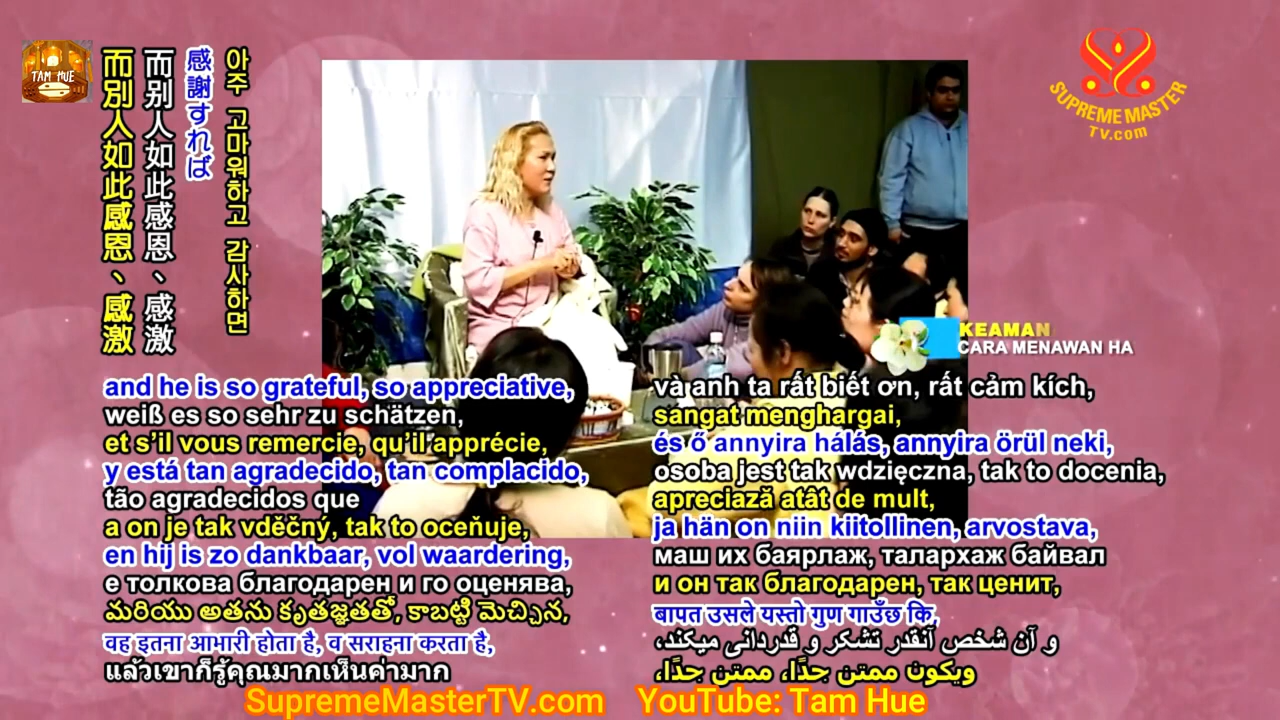 TAM HUE
而別人如此感恩、感激
而别人如此感恩、感激
感謝すれば
아주 고마워하고 감사하면
SUPREME MASTER
TV.com
KEAMAN
CARA MENAWAN HA
and he is so grateful, so appreciative,
weiß es so sehr zu schätzen,
et s’il vous remercie, qu’il apprécie,
y está tan agradecido, tan complacido,
tão agradecidos que
a on je tak vděčný, tak to oceňuje,
en hij is zo dankbaar, vol waardering,
е толкова благодарен и го оценява,
మరియు అతను కృతజ్ఞతతో, కాబట్టి మెచ్చిన,
वह इतना आभारी होता है, व सराहना करता है,
แล้วเขาก็รู้คุณมากเห็นค่ามาก
và anh ta rất biết ơn, rất cảm kích,
sangat menghargai,
és ő annyira hálás, annyira örül neki,
osoba jest tak wdzięczna, tak to docenia,
apreciază atât de mult,
ja hän on niin kiitollinen, arvostava,
маш их баярлаж, талархаж байвал
и он так благодарен, так ценит,
बापत उसले यस्तो गुण गाउँछ कि,
و آن شخص آنقدر تشکر و قدردانی میکند،
ويكون ممتن جدًا، ممتن جدًا،
SupremeMasterTV.com YouTube: Tam Hue